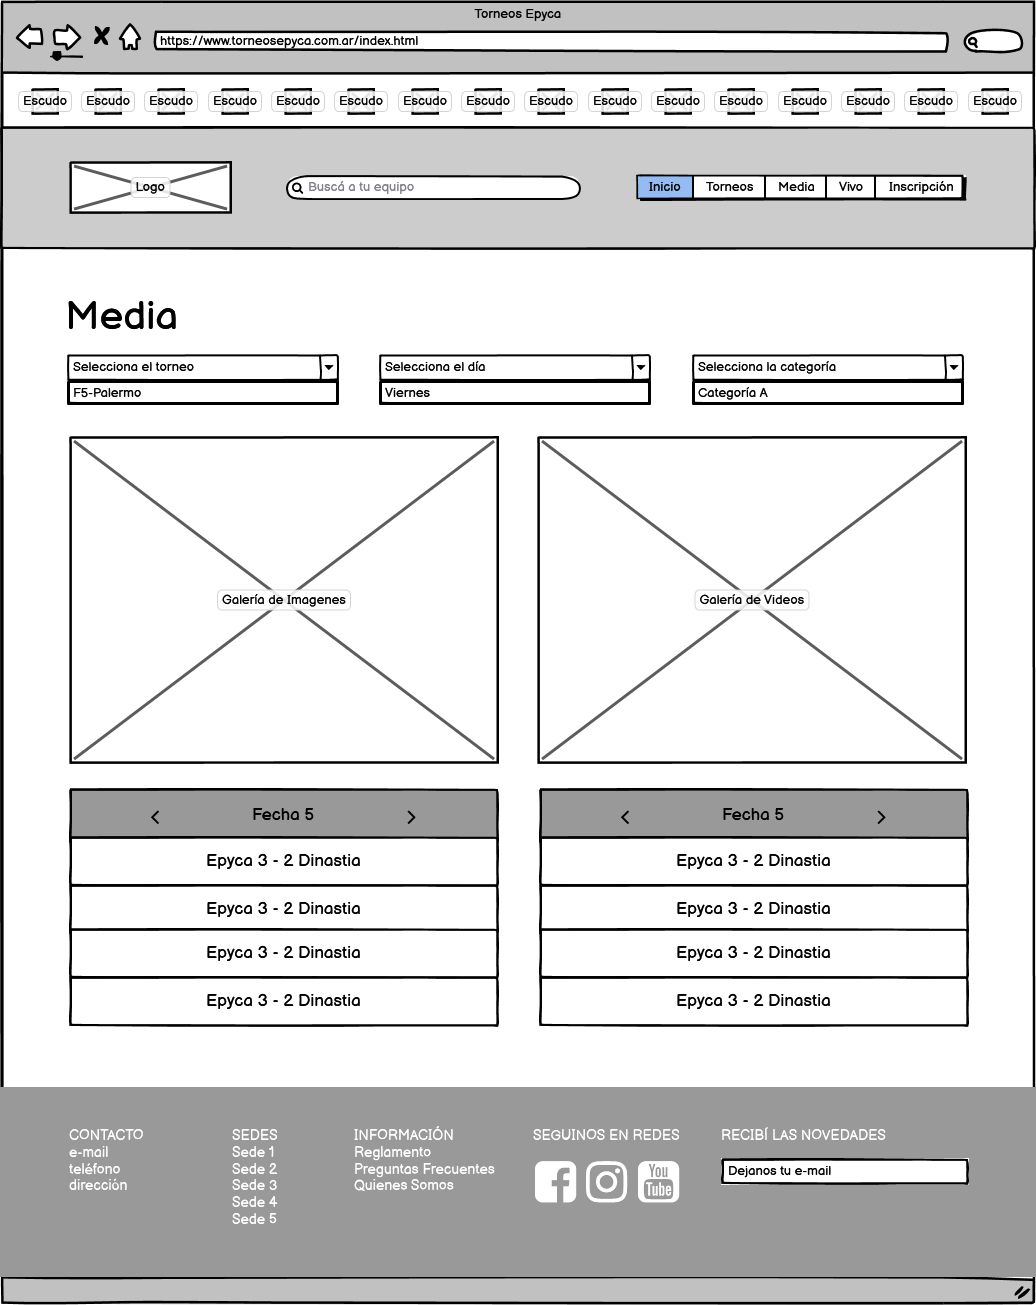 Torneos Epyca
https://www.torneosepyca.com.ar/index.html
Escudo Escudo Escudo Escudo Escudo Escudo Escudo Escudo Escudo Escudo Escudo Escudo Escudo Escudo Escudo Escudo
Logo
Buscá a tu equipo
Inicio Torneos Media Vivo Inscripción
Media
Selecciona el torneo
F5-Palermo
Selecciona el día
Viernes
Selecciona la categoría
Categoría A
Galería de Imagenes
Galería de Videos
Fecha 5
Epyca 3 - 2 Dinastia
Epyca 3 - 2 Dinastia
Epyca 3 - 2 Dinastia
Epyca 3 - 2 Dinastia
Fecha 5
Epyca 3 - 2 Dinastia
Epyca 3 - 2 Dinastia
Epyca 3 - 2 Dinastia
Epyca 3 - 2 Dinastia
CONTACTO
e-mail
teléfono
dirección
SEDES
Sede 1
Sede 2
Sede 3
Sede 4
Sede 5
INFORMACIÓN
Reglamento
Preguntas Frecuentes
Quienes Somos
SEGUINOS EN REDES
You
Tube
RECIBÍ LAS NOVEDADES
Dejanos tu e-mail